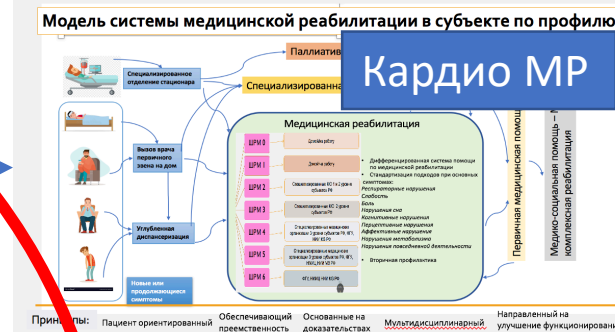 Модель системы медицинской реабилитации в субъекте по профилю
Паллиатив
Специализированное
отделение стационара
Специализированна
Кардио МР
Медицинская реабилитация
Вызов врача
первичного
звена на дом
Углубленная
диспансеризация
Новые или
продолжающиеся
симптомы
ШРМ 0
ШРМ 1
ШРМ 2
ШРМ 3
ШРМ 4
ШРМ 5
ШРМ 6
• Дифференцированная система помощи
по медицинской реабилитации
• Стандартизация подходов при основных
симптомах:
Респираторные нарушения
Слабость
Боль
Нарушения сна
Когнитивные нарушения
Перцептивные нарушения
Аффективные нарушения
Нарушения метаболизма
Нарушения повседневной деятельности
• Вторичная профилактика
Первичная медицинская помощь
Медико-социальная помощь –
комплексная реабилитация
Принципы:
Пациент ориентированный
Обеспечивающий
преемственность
Основанные на
доказательствах
Мультидисциплинарный
Направленный на
улучшение функционирован